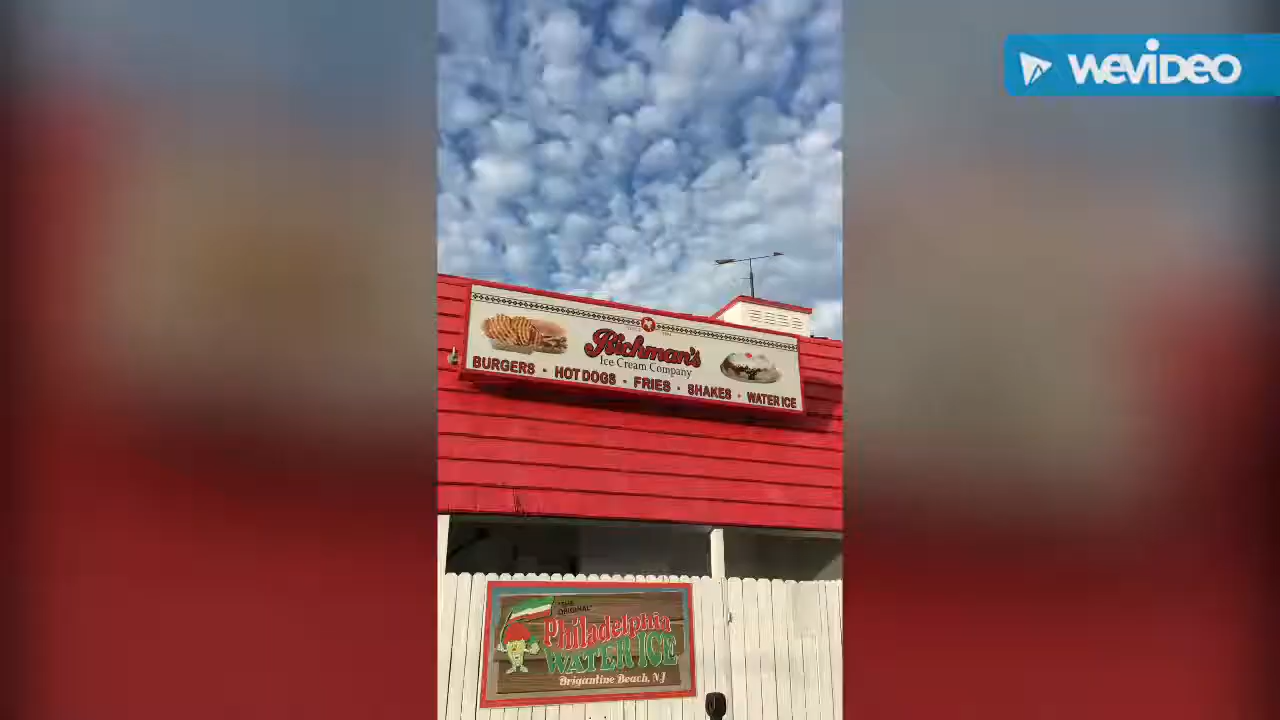 WEVIDEO
Richman's
Ice Cream Company
BURGERS · HOT DOGS · FRIES · SHAKES · WATER ICE
"THE
ORIGINAL"
Philadelphia
WATER ICE
Brigantine Beach, NJ